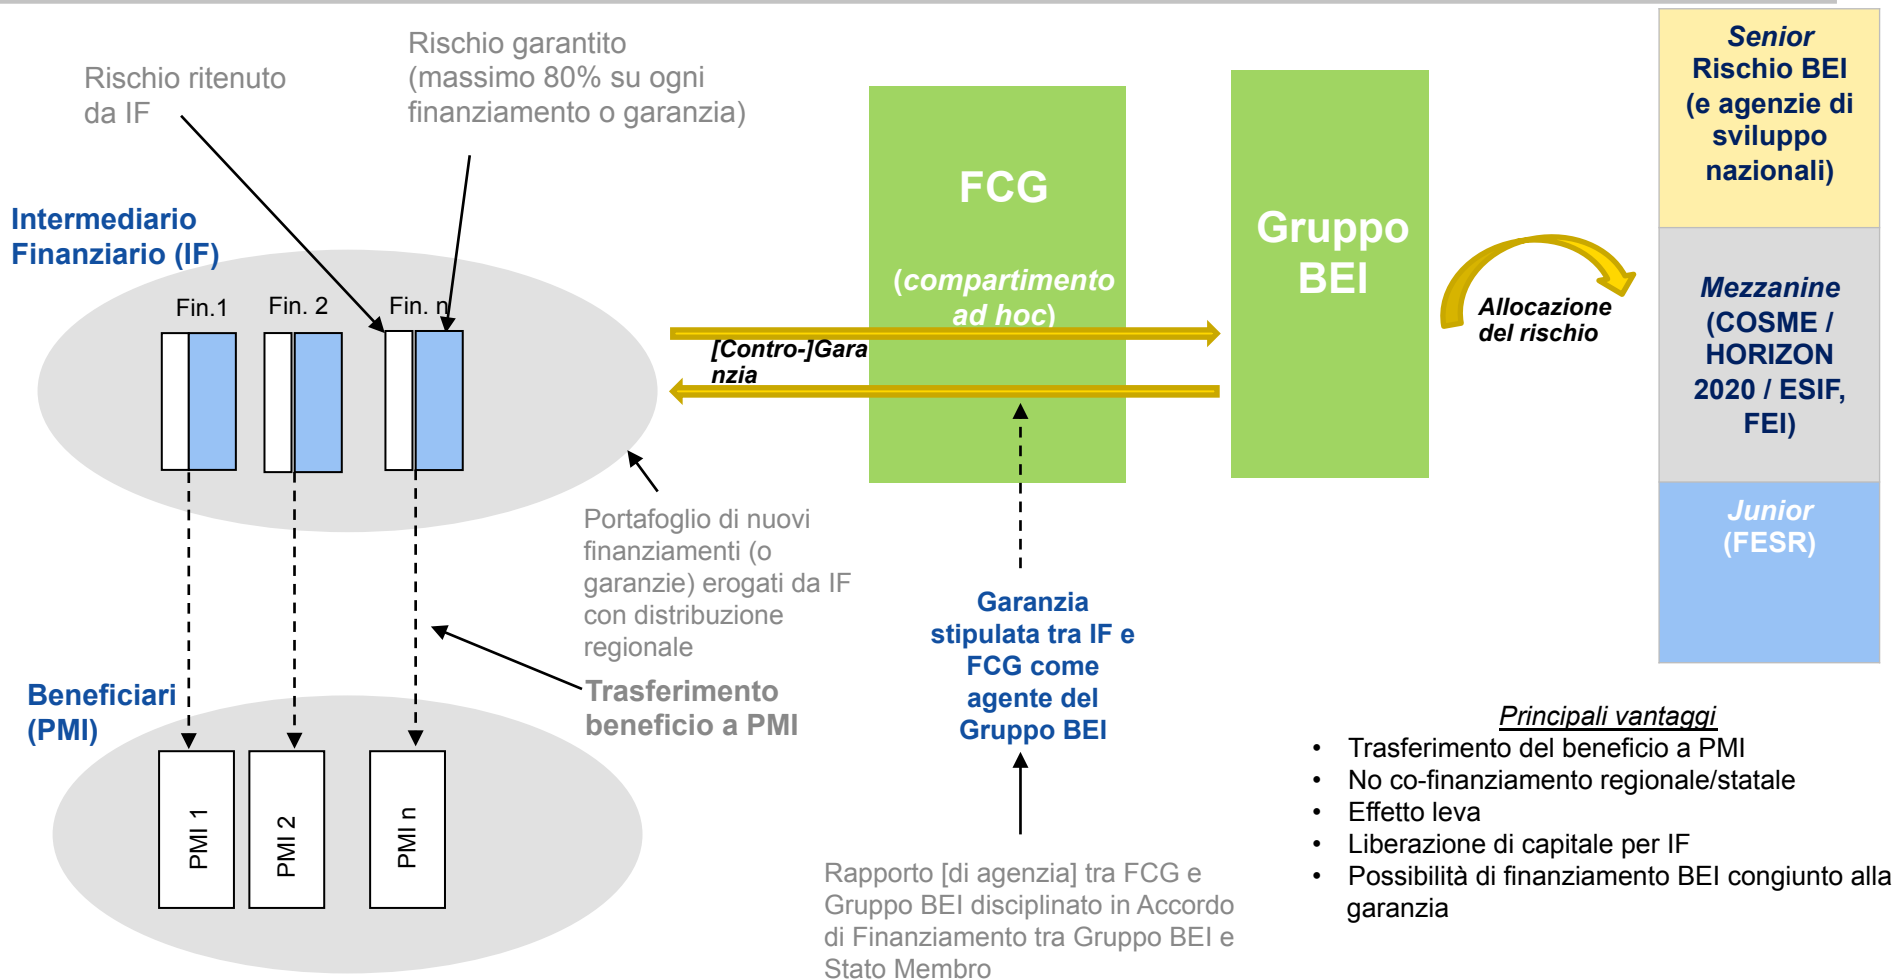 Rischio ritenuto
da IF
Rischio garantito
(massimo 80% su ogni
finanziamento o garanzia)
Intermediario
Finanziario (IF)
Fin.1
Fin. 2
Fin. n
Portafoglio di nuovi
finanziamenti (o
garanzie) erogati da IF
con distribuzione
regionale
Trasferimento
beneficio a PMI
Beneficiari
(PMI)
PMI 1
PMI 2
PMI n
FCG
(compartimento
ad hoc)
[Contro-]Gara
nzia
Gruppo
BEI
Garanzia
stipulata tra IF e
FCG come
agente del
Gruppo BEI
Rapporto [di agenzia] tra FCG e
Gruppo BEI disciplinato in Accordo
di Finanziamento tra Gruppo BEI e
Stato Membro
Allocazione
del rischio
Senior
Rischio BEI
(e agenzie di
sviluppo
nazionali)
Mezzanine
(COSME /
HORIZON
2020 / ESIF,
FEI)
Junior
(FESR)
Principali vantaggi
• Trasferimento del beneficio a PMI
• No co-finanziamento regionale/statale
• Effetto leva
• Liberazione di capitale per IF
• Possibilità di finanziamento BEI congiunto alla
garanzia